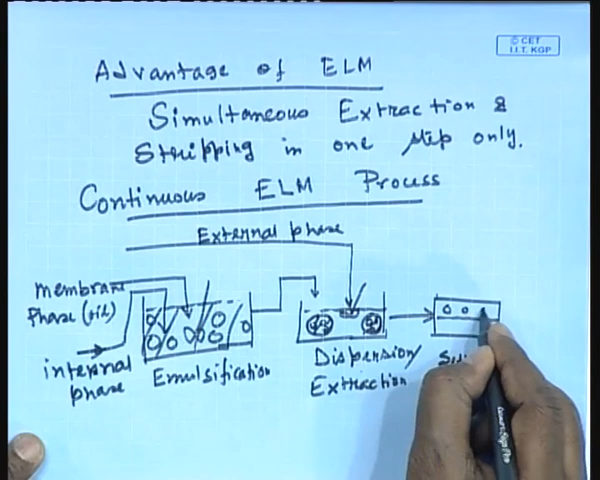 © CET
I.I.T. KGP
Advantage of ELM
Simultaneous Extraction &
Stripping in one step only.
Continuous ELM Process
External phase
membrane
Phase (oil)
internal
phase
Emulsification
Dispension/
Extraction